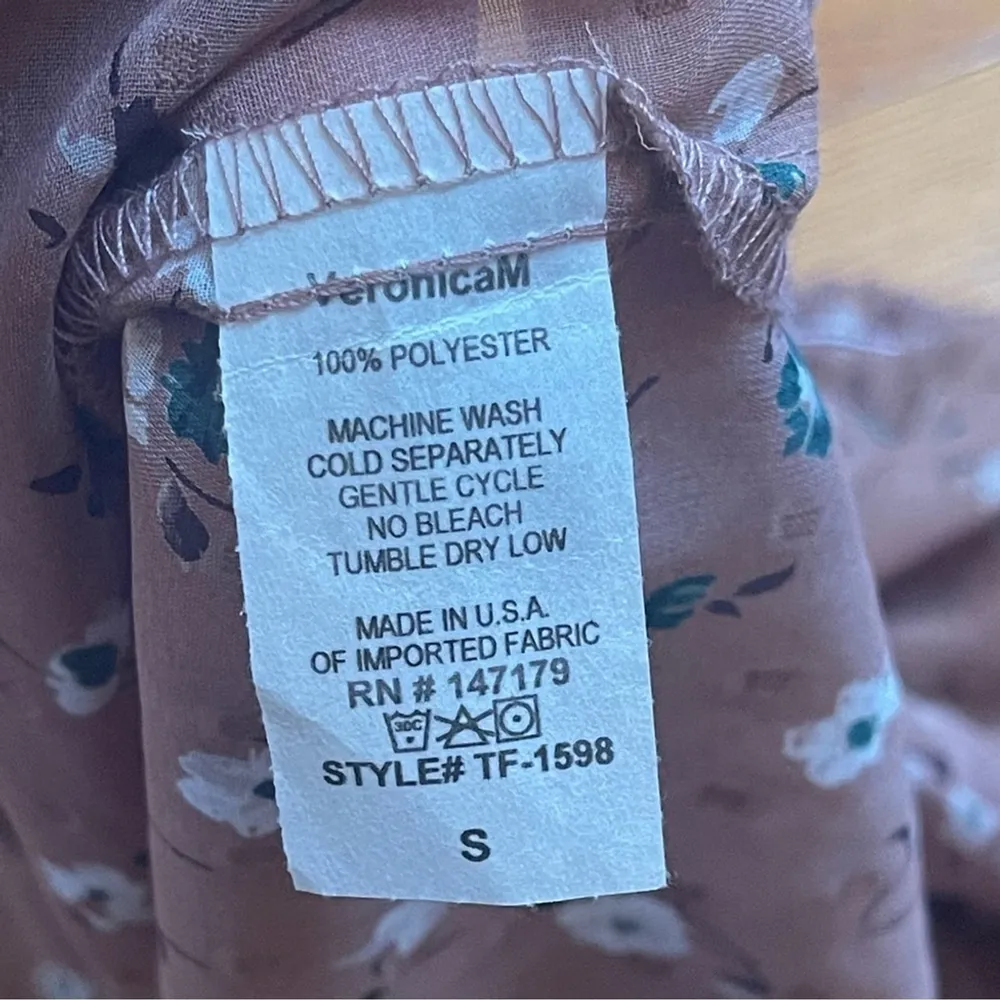 VeronicaM
100% POLYESTER
MACHINE WASH
COLD SEPARATELY
GENTLE CYCLE
NO BLEACH
TUMBLE DRY LOW
MADE IN U.S.A.
OF IMPORTED FABRIC
RN # 147179
30C
STYLE# TF-1598
S